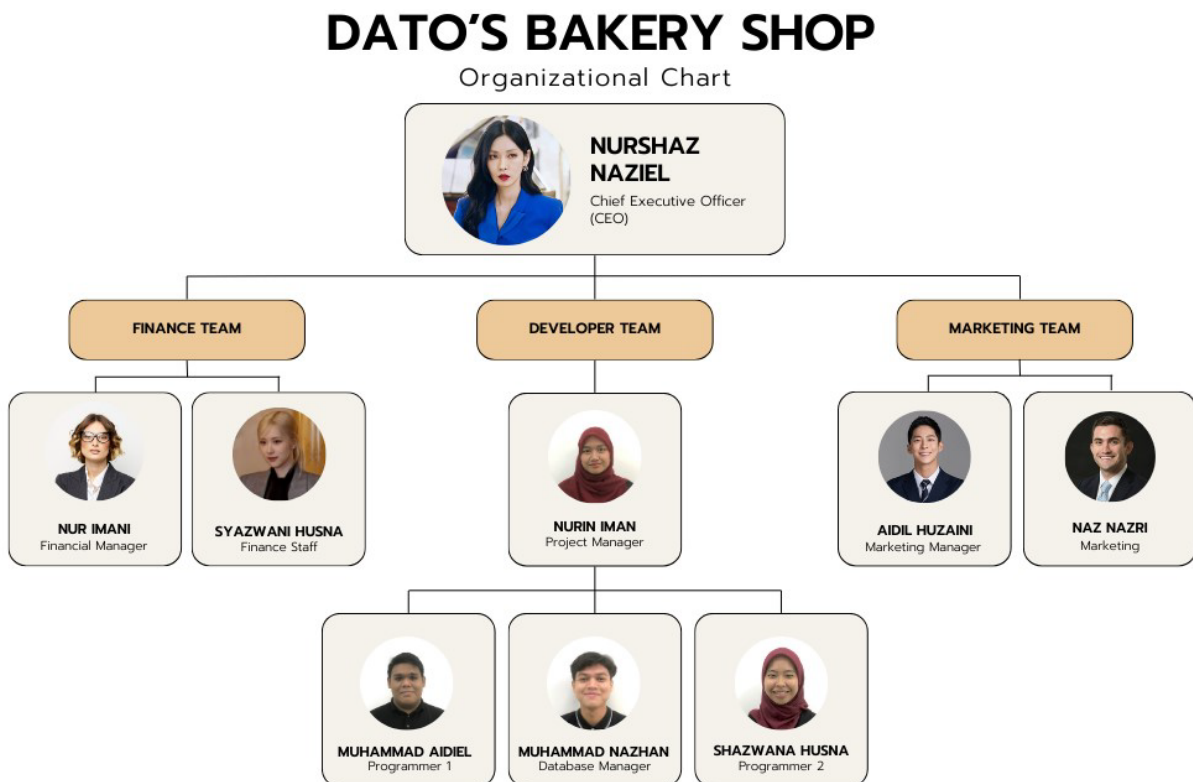 DATO'S BAKERY SHOP
Organizational Chart
NURSHAZ
NAZIEL
Chief Executive Officer
(CEO)
FINANCE TEAM
DEVELOPER TEAM
MARKETING TEAM
NUR IMANI
Financial Manager
SYAZWANI HUSNA
Finance Staff
NURIN IMAN
Project Manager
AIDIL HUZAINI
Marketing Manager
NAZ NAZRI
Marketing
MUHAMMAD AIDIEL
Programmer 1
MUHAMMAD NAZHAN
Database Manager
SHAZWANA HUSNA
Programmer 2